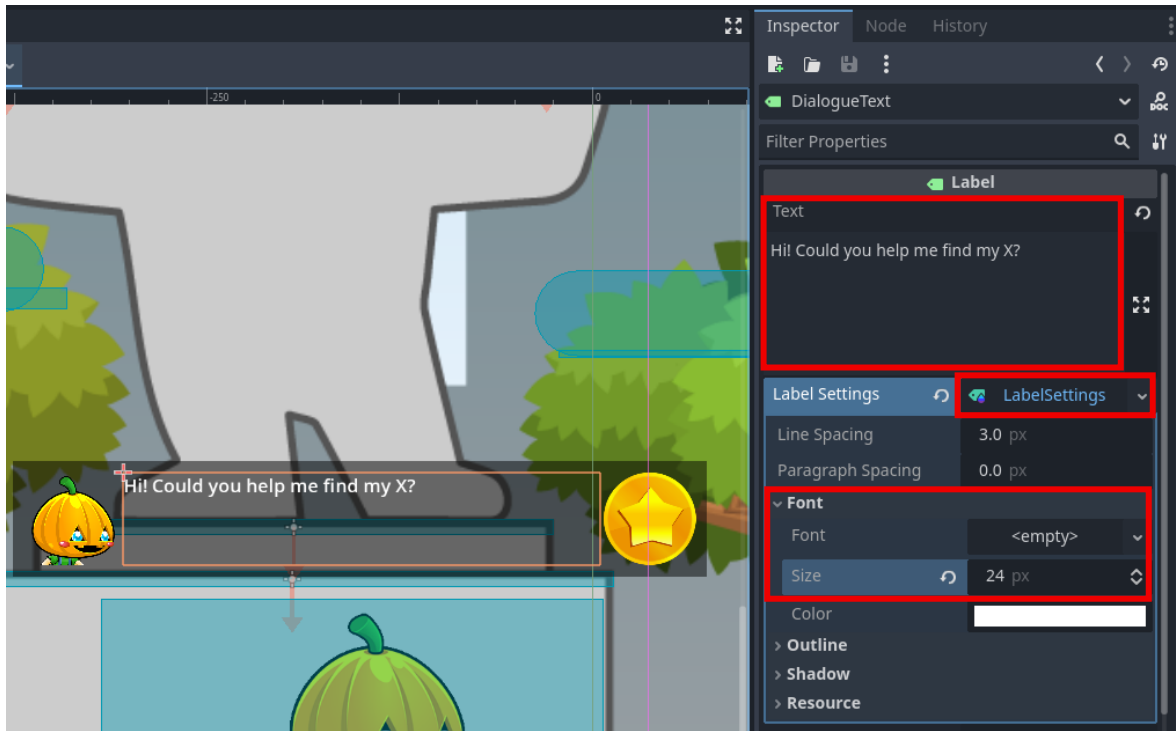 Inspector Node History
-250
0
DialogueText
DOC
Filter Properties
Label
Text
Hi! Could you help me find my X?
Label Settings LabelSettings
Line Spacing 3.0 px
Paragraph Spacing 0.0 px
Font
Font <empty>
Size 24 px
Color
Outline
Shadow
Resource
Hi! Could you help me find my X?